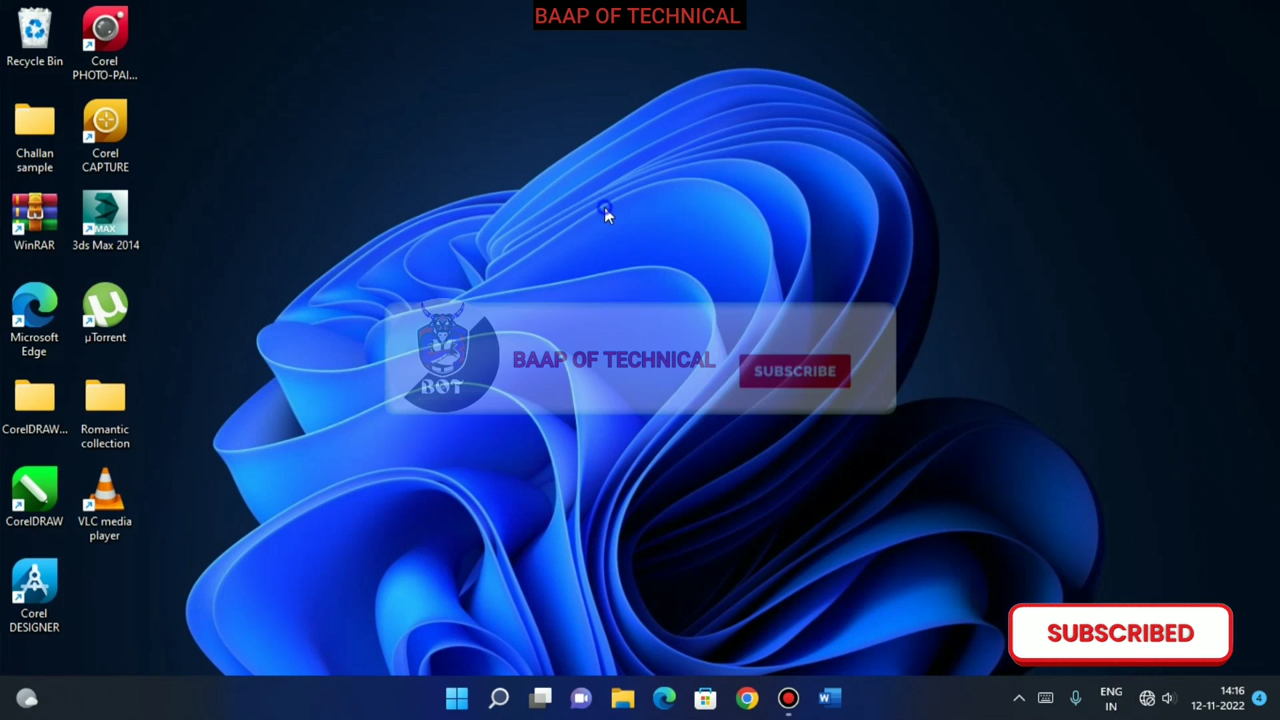 BAAP OF TECHNICAL
Recycle Bin
Corel
PHOTO-PAI...
Challan
sample
Corel
CAPTURE
WinRAR
MAX
3ds Max 2014
Microsoft
Edge
µTorrent
CorelDRAW...
Romantic
collection
CorelDRAW
VLC media
player
Corel
DESIGNER
BOT
BAAP OF TECHNICAL
SUBSCRIBE
SUBSCRIBED
W
ENG
IN
14:16
12-11-2022
4